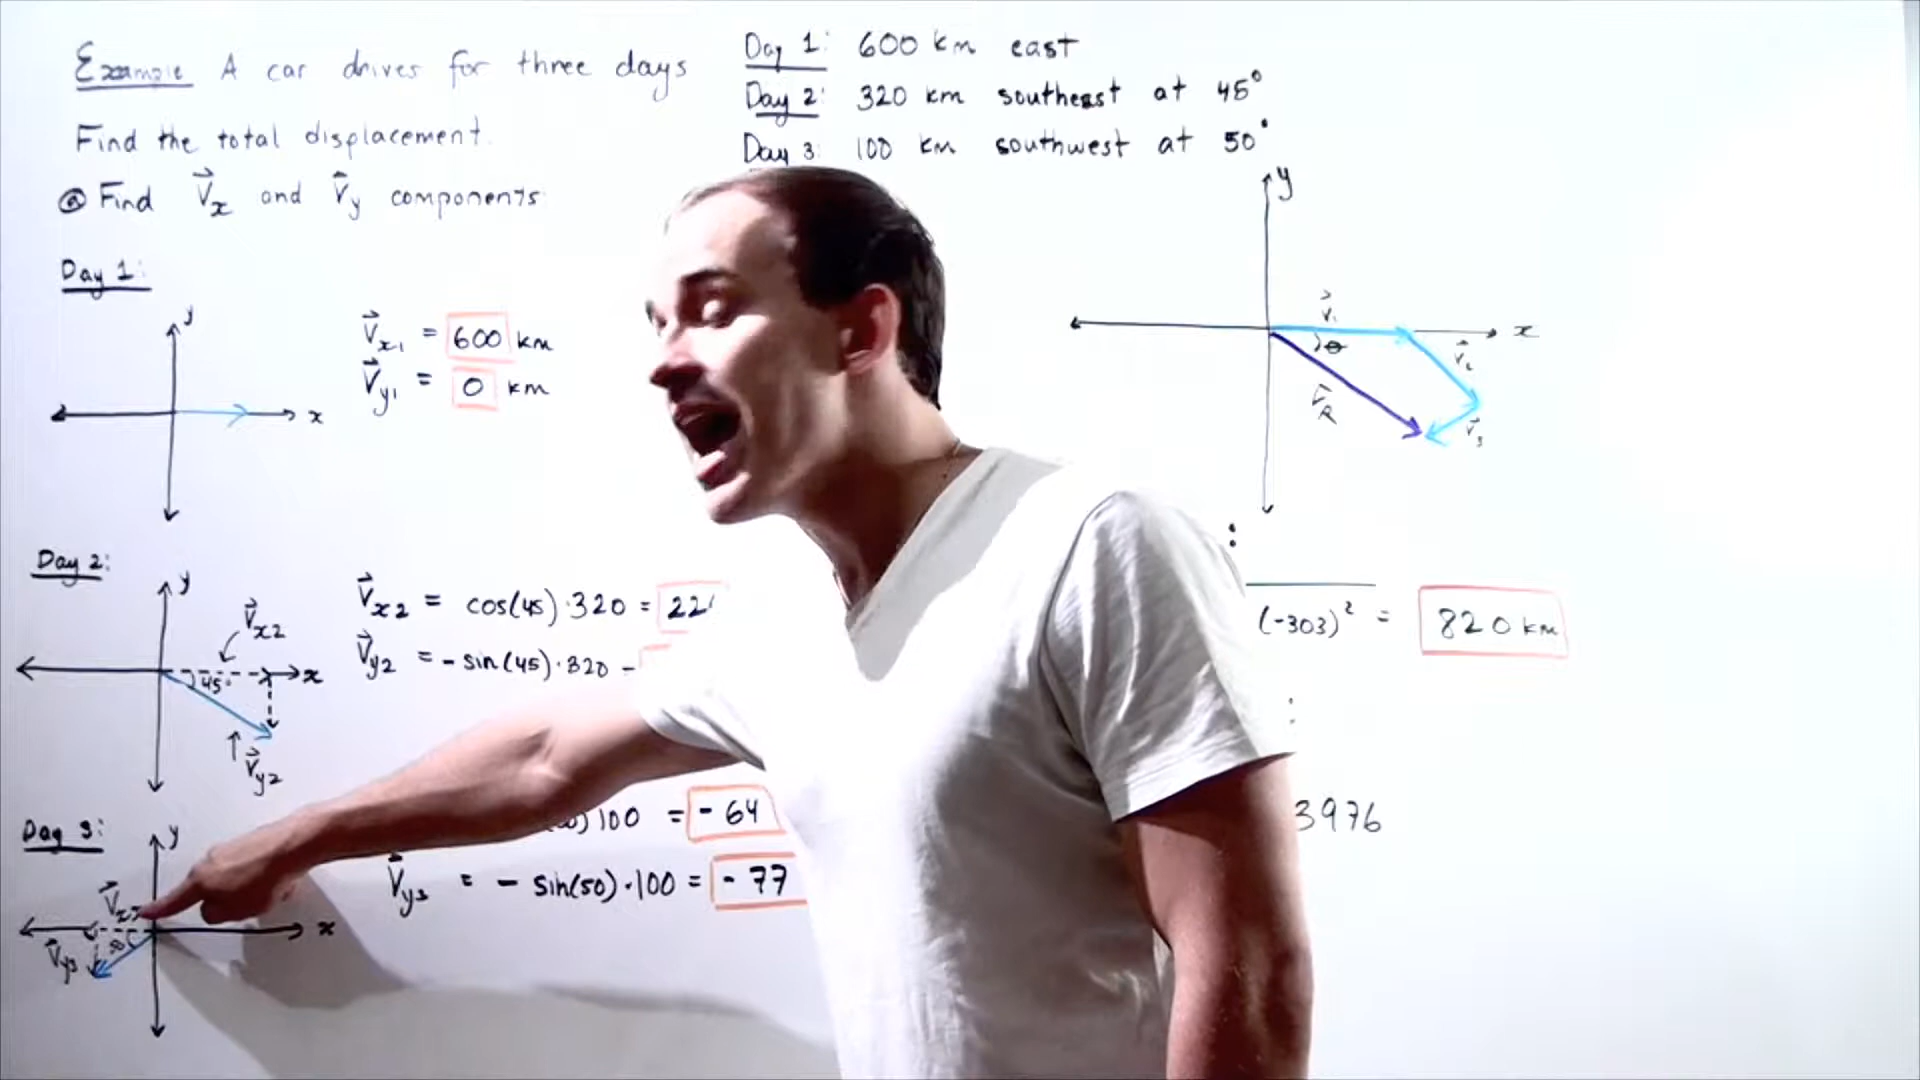 Example A car drives for three days
Find the total displacement.
ⓐ Find V⃗x and V⃗y components:
Day 1: 600 km east
Day 2: 320 km southeast at 45°
Day 3: 100 km southwest at 50°
Day 1:
y
x
V⃗x1 = 600 km
V⃗y1 = 0 km
Day 2:
y
V⃗x2
45°
x
V⃗y2
V⃗x2 = cos(45)·320 =
V⃗y2 = -sin(45)·320
Day 3:
y
V⃗y3
50
x
100 = -64
V⃗y3 = - sin(50)·100 = -77
y
V⃗1
x
θ
V⃗2
V⃗R
V⃗3
:
(-303)² = 820 km
:
3976